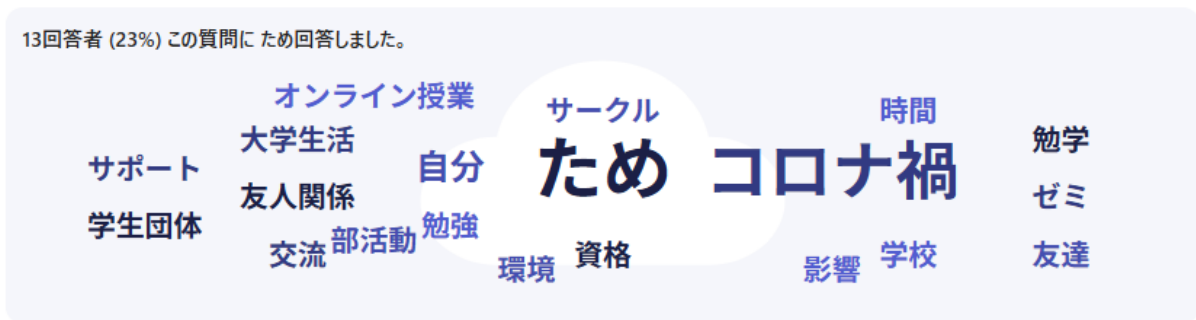 13回答者 (23%) この質問に ため回答しました。
オンライン授業
サークル
時間
大学生活
勉学
サポート
自分
ため
コロナ禍
友人関係
ゼミ
学生団体
勉強
部活動
交流
環境
資格
影響
学校
友達